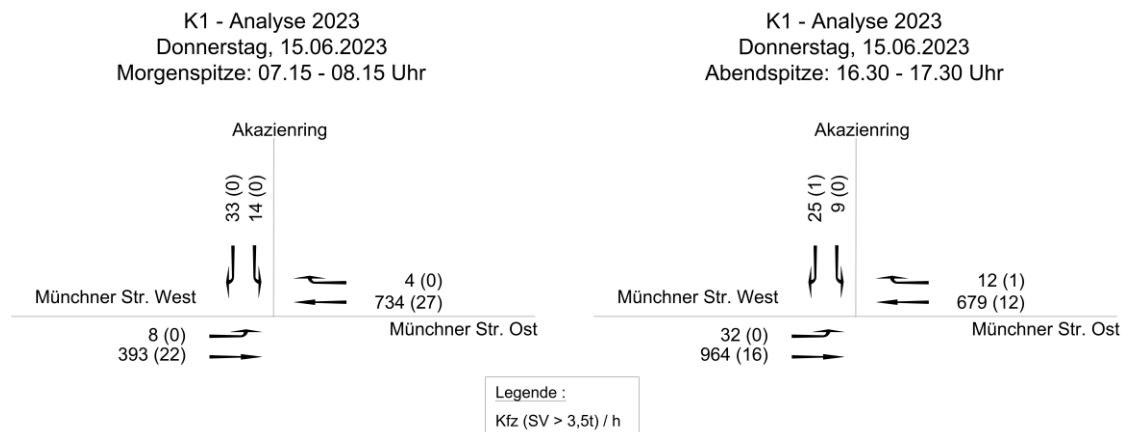 K1 - Analyse 2023
Donnerstag, 15.06.2023
Morgenspitze: 07.15 - 08.15 Uhr
Akazienring
33 (0)
14 (0)
4 (0)
734 (27)
Münchner Str. West
Münchner Str. Ost
8 (0)
393 (22)
K1 - Analyse 2023
Donnerstag, 15.06.2023
Abendspitze: 16.30 - 17.30 Uhr
Akazienring
25 (1)
9 (0)
12 (1)
679 (12)
Münchner Str. West
Münchner Str. Ost
32 (0)
964 (16)
Legende :
Kfz (SV > 3,5t) / h